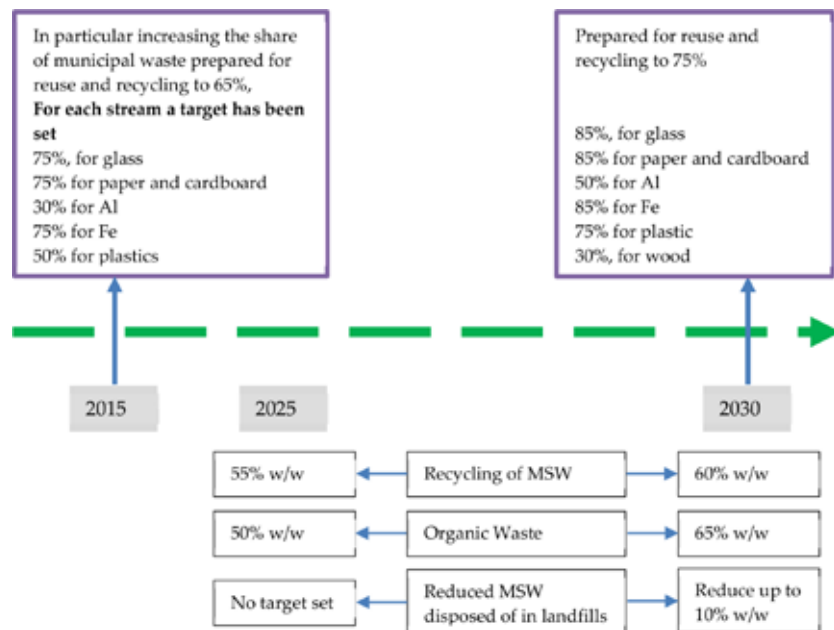 In particular increasing the share
of municipal waste prepared for
reuse and recycling to 65%,
For each stream a target has been
set
75%, for glass
75% for paper and cardboard
30% for Al
75% for Fe
50% for plastics
Prepared for reuse and
recycling to 75%
85%, for glass
85% for paper and cardboard
50% for Al
85% for Fe
75% for plastic
30%, for wood
2015
2025
2030
55% w/w
Recycling of MSW
60% w/w
50% w/w
Organic Waste
65% w/w
No target set
Reduced MSW
disposed of in landfills
Reduce up to
10% w/w